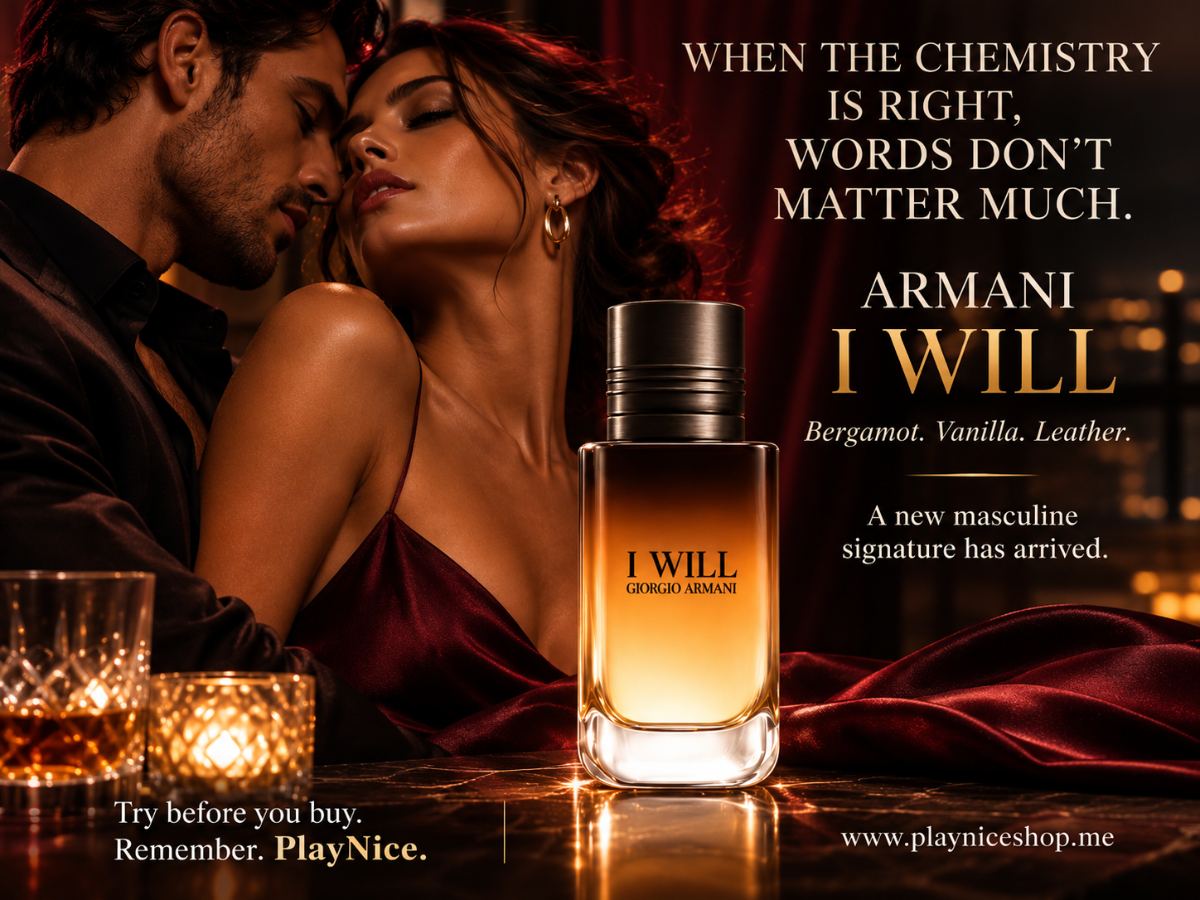 WHEN THE CHEMISTRY
IS RIGHT,
WORDS DON'T
MATTER MUCH.
ARMANI
I WILL
Bergamot. Vanilla. Leather.
A new masculine
signature has arrived.
I WILL
GIORGIO ARMANI
Try before you buy.
Remember. PlayNice.
www.playniceshop.me